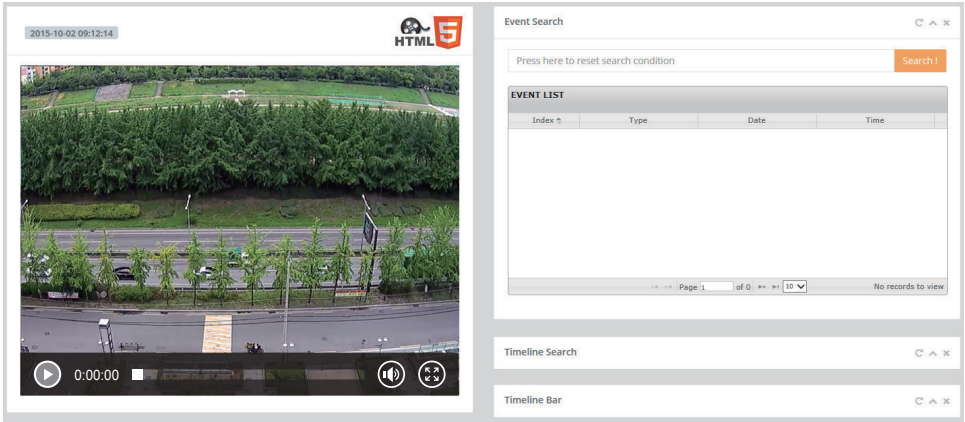 2015-10-02 09:12:14
HTML 5
0:00:00
Event Search
Press here to reset search condition
Search !
EVENT LIST
Index Type Date Time
Page 1 of 0 10 No records to view
Timeline Search
Timeline Bar